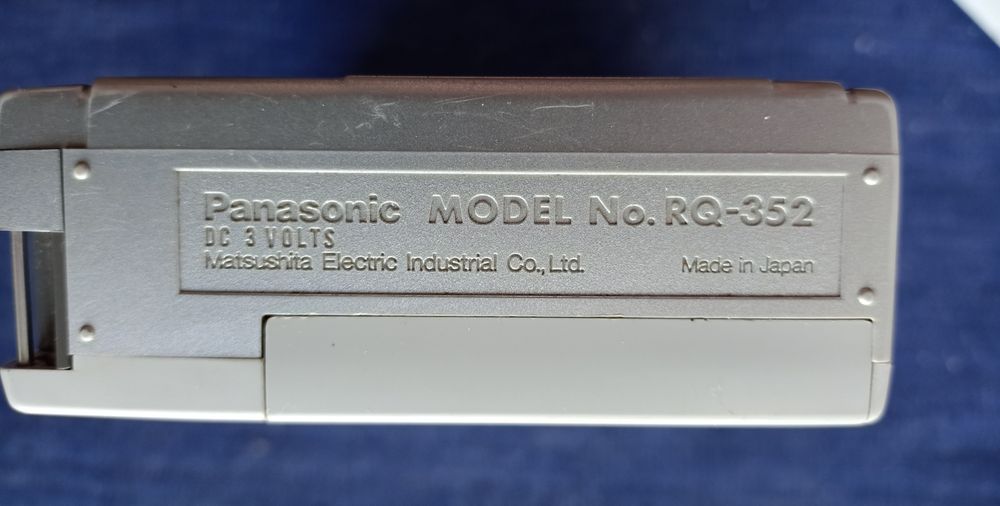 Panasonic MODEL No. RQ-352
DC 3 VOLTS
Matsushita Electric Industrial Co., Ltd. Made in Japan